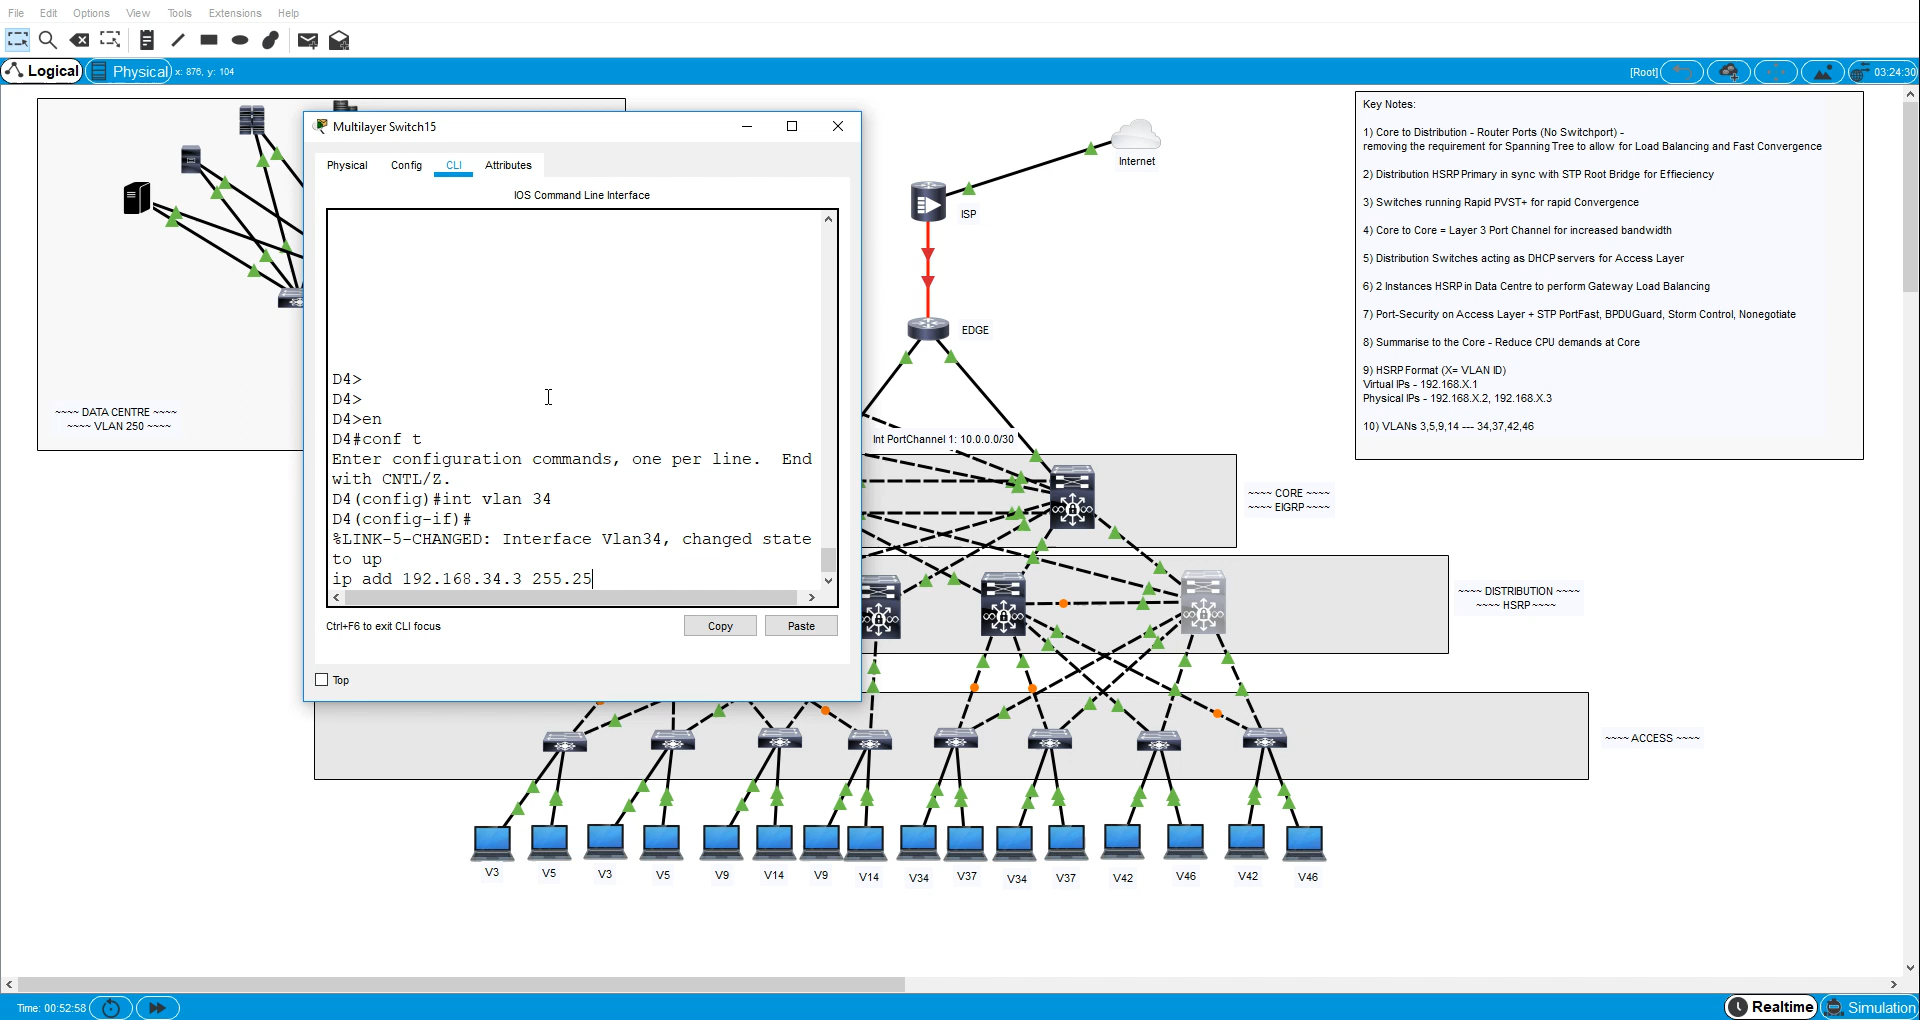 File Edit Options View Tools Extensions Help
Logical Physical x: 876, y: 104 [Root] 03:24:30
Multilayer Switch15
Physical Config CLI Attributes
IOS Command Line Interface
D4>
D4>
D4>en
D4#conf t
Enter configuration commands, one per line.  End
with CNTL/Z.
D4(config)#int vlan 34
D4(config-if)#
%LINK-5-CHANGED: Interface Vlan34, changed state
to up
ip add 192.168.34.3 255.25
Ctrl+F6 to exit CLI focus
Copy Paste
Top
~~~~ DATA CENTRE ~~~~
~~~~ VLAN 250 ~~~~
Internet
ISP
EDGE
Int PortChannel 1: 10.0.0.0/30
Key Notes:
1) Core to Distribution - Router Ports (No Switchport) -
removing the requirement for Spanning Tree to allow for Load Balancing and Fast Convergence
2) Distribution HSRP Primary in sync with STP Root Bridge for Effieciency
3) Switches running Rapid PVST+ for rapid Convergence
4) Core to Core = Layer 3 Port Channel for increased bandwidth
5) Distribution Switches acting as DHCP servers for Access Layer
6) 2 Instances HSRP in Data Centre to perform Gateway Load Balancing
7) Port-Security on Access Layer + STP PortFast, BPDUGuard, Storm Control, Nonegotiate
8) Summarise to the Core - Reduce CPU demands at Core
9) HSRP Format (X= VLAN ID)
Virtual IPs - 192.168.X.1
Physical IPs - 192.168.X.2, 192.168.X.3
10) VLANs 3,5,9,14 --- 34,37,42,46
~~~~ CORE ~~~~
~~~~ EIGRP ~~~~
~~~~ DISTRIBUTION ~~~~
~~~~ HSRP ~~~~
~~~~ ACCESS ~~~~
V3 V5 V3 V5 V9 V14 V9 V14 V34 V37 V34 V37 V42 V46 V42 V46
Time: 00:52:58 Realtime Simulation